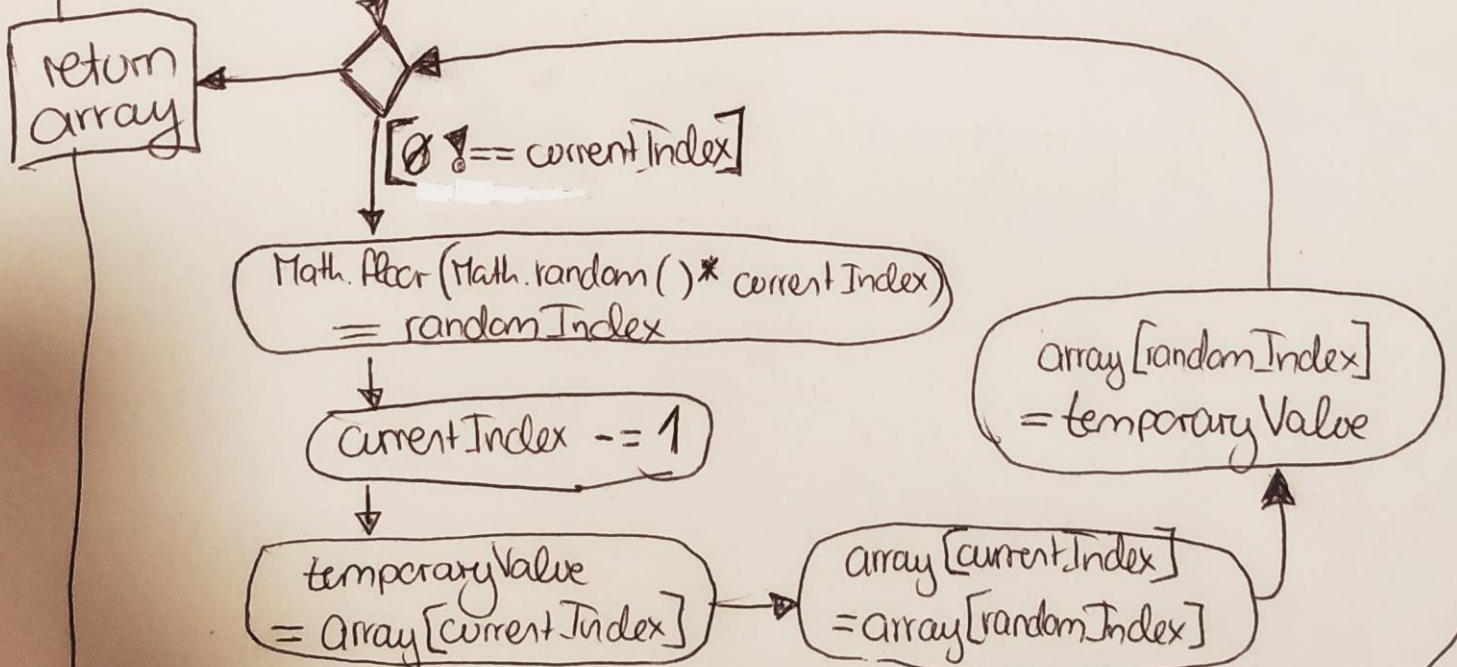 return
array
[0 !== currentIndex]
Math.floor(Math.random()* currentIndex)
= randomIndex
currentIndex -= 1
temporaryValue
= array[currentIndex]
array[currentIndex]
=array[randomIndex]
array[randomIndex]
=temporaryValue